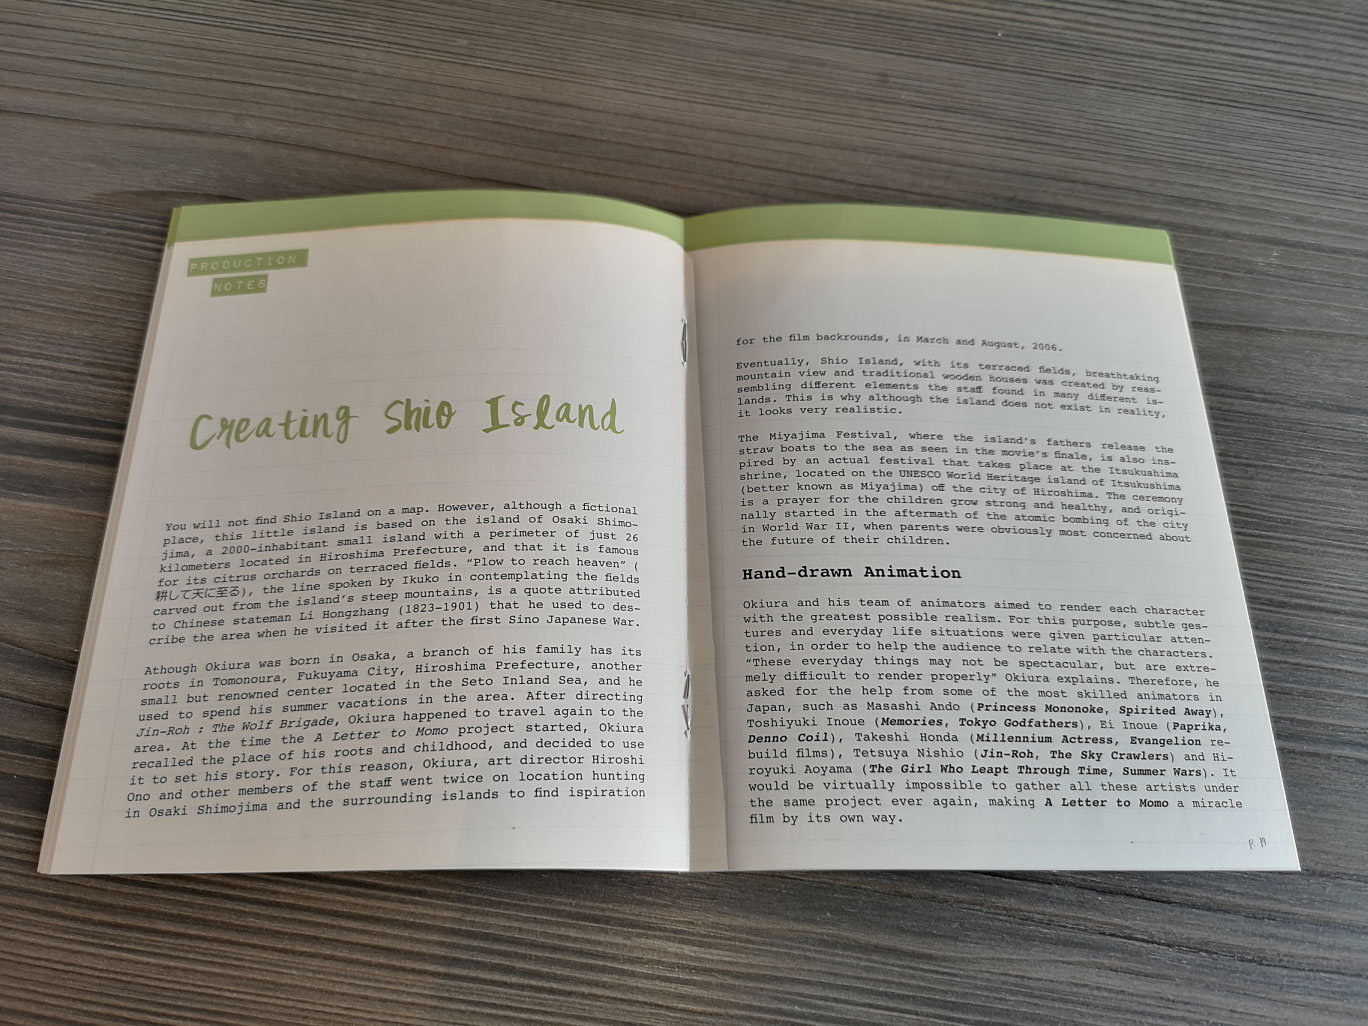 PRODUCTION
NOTES
Creating Shio Island
You will not find Shio Island on a map. However, although a fictional
place, this little island is based on the island of Osaki Shimo-
jima, a 2000-inhabitant small island with a perimeter of just 26
kilometers located in Hiroshima Prefecture, and that it is famous
for its citrus orchards on terraced fields. “Plow to reach heaven” (
耕して天に至る), the line spoken by Ikuko in contemplating the fields
carved out from the island’s steep mountains, is a quote attributed
to Chinese stateman Li Hongzhang (1823-1901) that he used to des-
cribe the area when he visited it after the first Sino Japanese War.
Athough Okiura was born in Osaka, a branch of his family has its
roots in Tomonoura, Fukuyama City, Hiroshima Prefecture, another
small but renowned center located in the Seto Inland Sea, and he
used to spend his summer vacations in the area. After directing
Jin-Roh : The Wolf Brigade, Okiura happened to travel again to the
area. At the time the A Letter to Momo project started, Okiura
recalled the place of his roots and childhood, and decided to use
it to set his story. For this reason, Okiura, art director Hiroshi
Ono and other members of the staff went twice on location hunting
in Osaki Shimojima and the surrounding islands to find ispiration
for the film backrounds, in March and August, 2006.
Eventually, Shio Island, with its terraced fields, breathtaking
mountain view and traditional wooden houses was created by reas-
sembling different elements the staff found in many different is-
lands. This is why although the island does not exist in reality,
it looks very realistic.
The Miyajima Festival, where the island’s fathers release the
straw boats to the sea as seen in the movie’s finale, is also ins-
pired by an actual festival that takes place at the Itsukushima
shrine, located on the UNESCO World Heritage island of Itsukushima
(better known as Miyajima) off the city of Hiroshima. The ceremony
is a prayer for the children grow strong and healthy, and origi-
nally started in the aftermath of the atomic bombing of the city
in World War II, when parents were obviously most concerned about
the future of their children.
Hand-drawn Animation
Okiura and his team of animators aimed to render each character
with the greatest possible realism. For this purpose, subtle ges-
tures and everyday life situations were given particular atten-
tion, in order to help the audience to relate with the characters.
“These everyday things may not be spectacular, but are extre-
mely difficult to render properly” Okiura explains. Therefore, he
asked for the help from some of the most skilled animators in
Japan, such as Masashi Ando (Princess Mononoke, Spirited Away),
Toshiyuki Inoue (Memories, Tokyo Godfathers), Ei Inoue (Paprika,
Denno Coil), Takeshi Honda (Millennium Actress, Evangelion re-
build films), Tetsuya Nishio (Jin-Roh, The Sky Crawlers) and Hi-
royuki Aoyama (The Girl Who Leapt Through Time, Summer Wars). It
would be virtually impossible to gather all these artists under
the same project ever again, making A Letter to Momo a miracle
film by its own way.